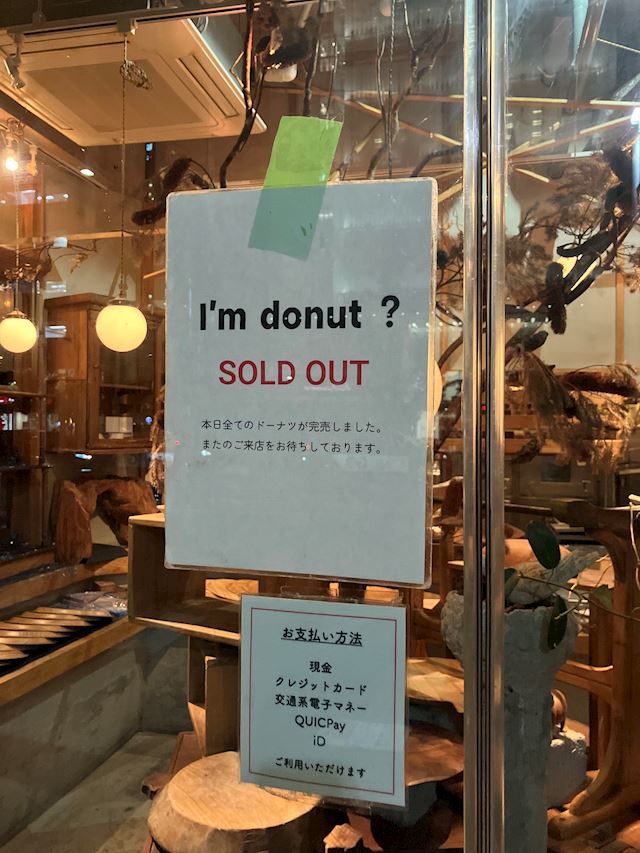 I'm donut ?
SOLD OUT
本日全てのドーナツが完売しました。
またのご来店をお待ちしております。
お支払い方法
現金
クレジットカード
交通系電子マネー
QUICPay
iD
ご利用いただけます